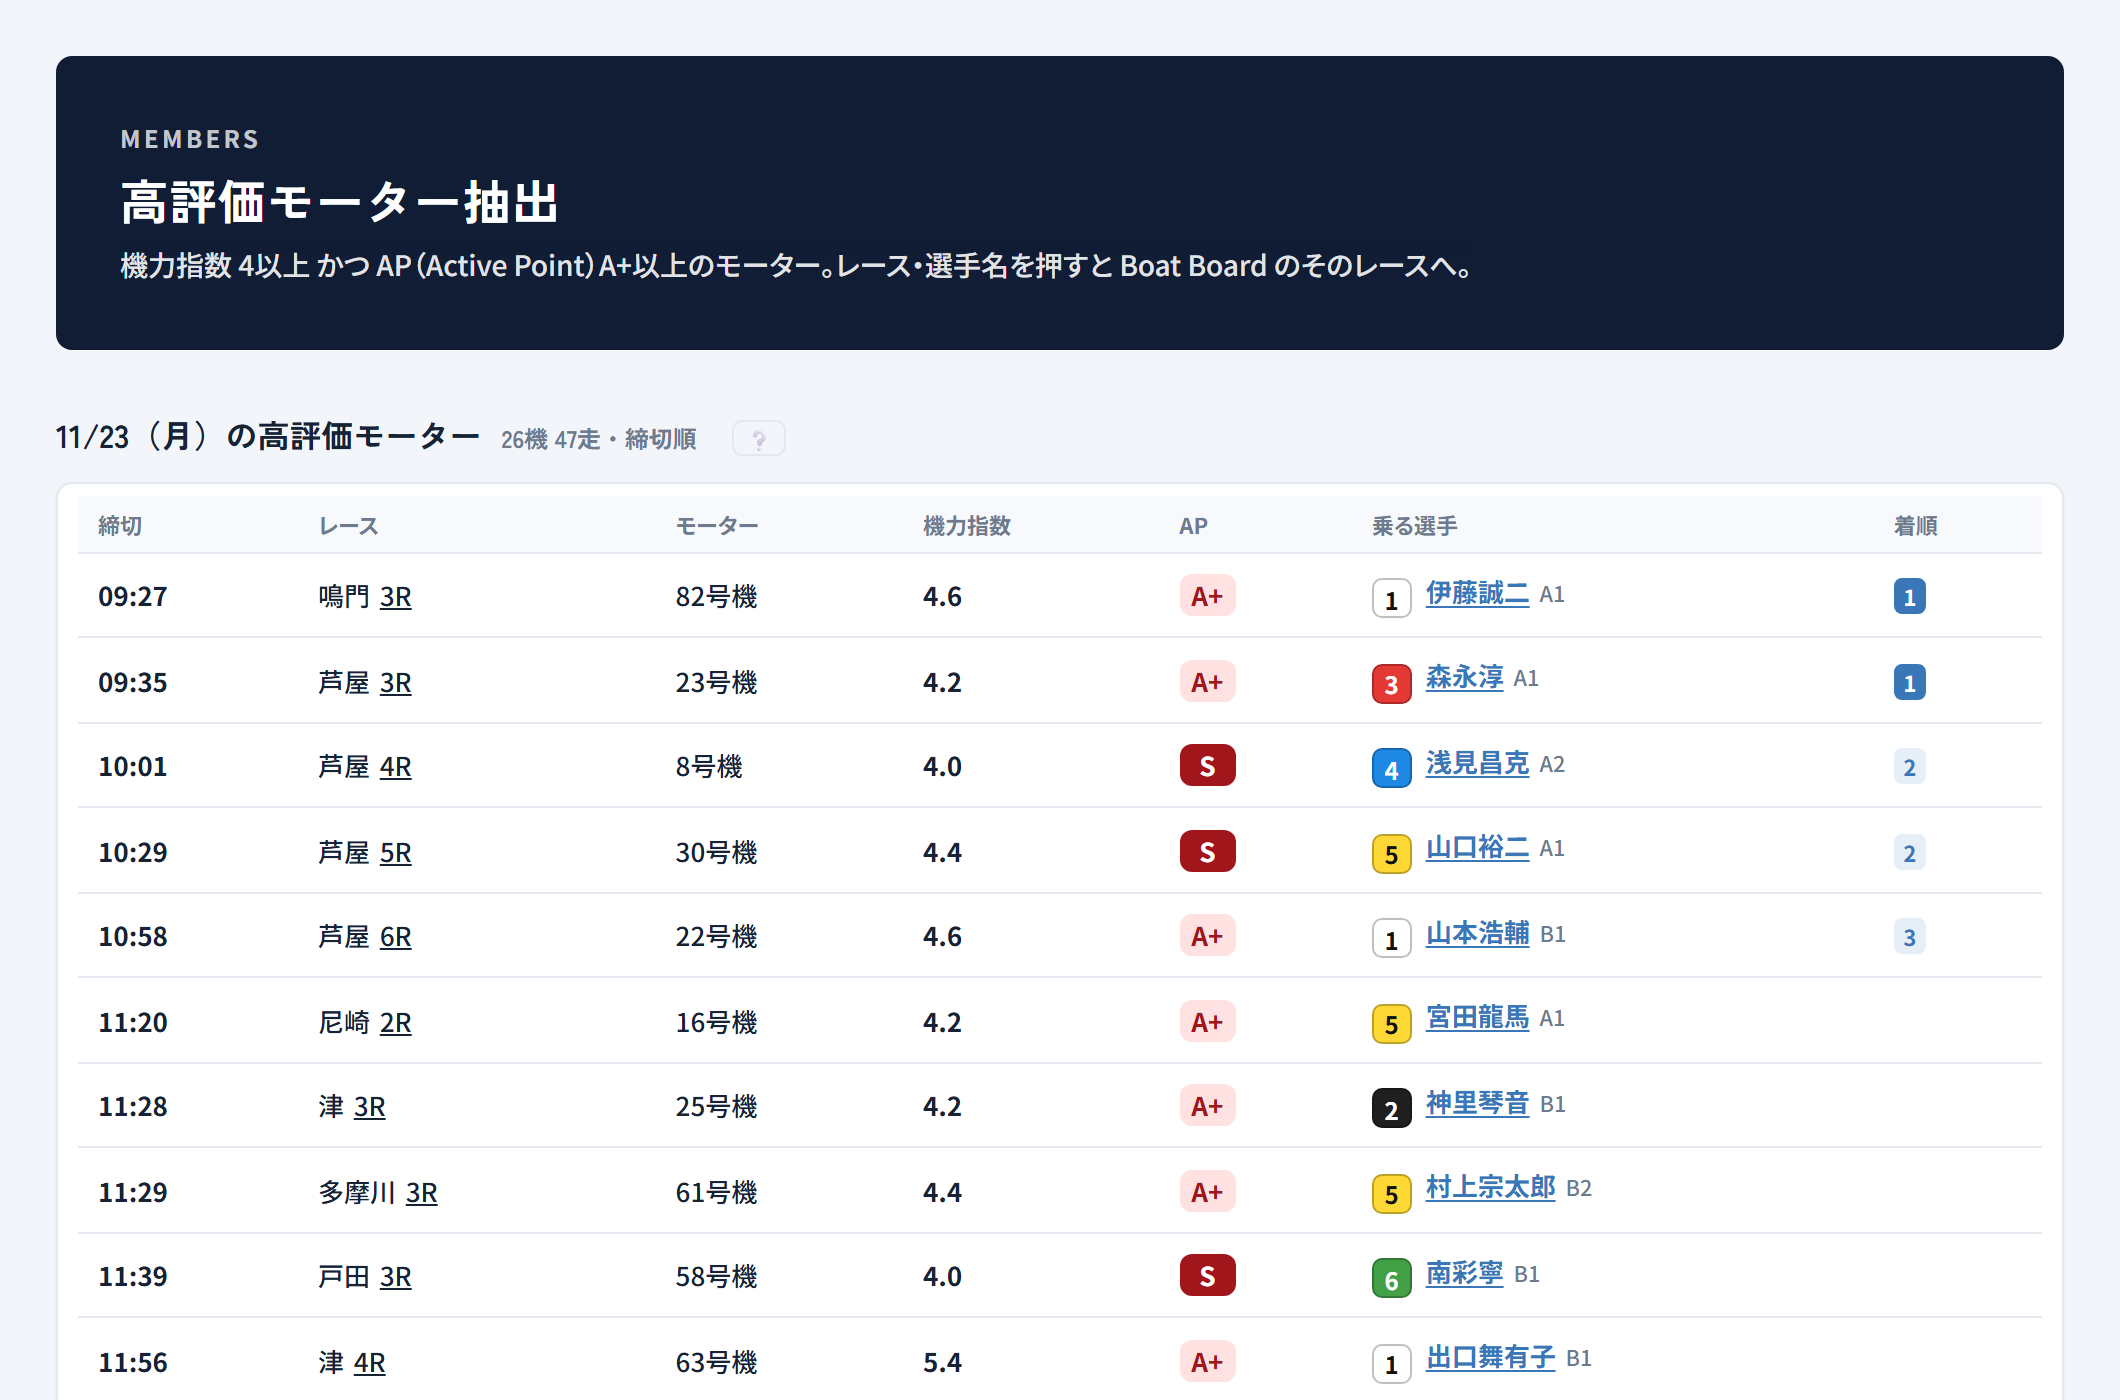 MEMBERS
高評価モーター抽出
機力指数 4以上 かつ AP(Active Point)A+以上のモーター。レース・選手名を押すと Boat Board のそのレースへ。
11/23（月）の高評価モーター 26機 47走・締切順 ?
締切 レース モーター 機力指数 AP 乗る選手 着順
09:27 鳴門 3R 82号機 4.6 A+ 1 伊藤誠二 A1 1
09:35 芦屋 3R 23号機 4.2 A+ 3 森永淳 A1 1
10:01 芦屋 4R 8号機 4.0 S 4 浅見昌克 A2 2
10:29 芦屋 5R 30号機 4.4 S 5 山口裕二 A1 2
10:58 芦屋 6R 22号機 4.6 A+ 1 山本浩輔 B1 3
11:20 尼崎 2R 16号機 4.2 A+ 5 宮田龍馬 A1
11:28 津 3R 25号機 4.2 A+ 2 神里琴音 B1
11:29 多摩川 3R 61号機 4.4 A+ 5 村上宗太郎 B2
11:39 戸田 3R 58号機 4.0 S 6 南彩寧 B1
11:56 津 4R 63号機 5.4 A+ 1 出口舞有子 B1